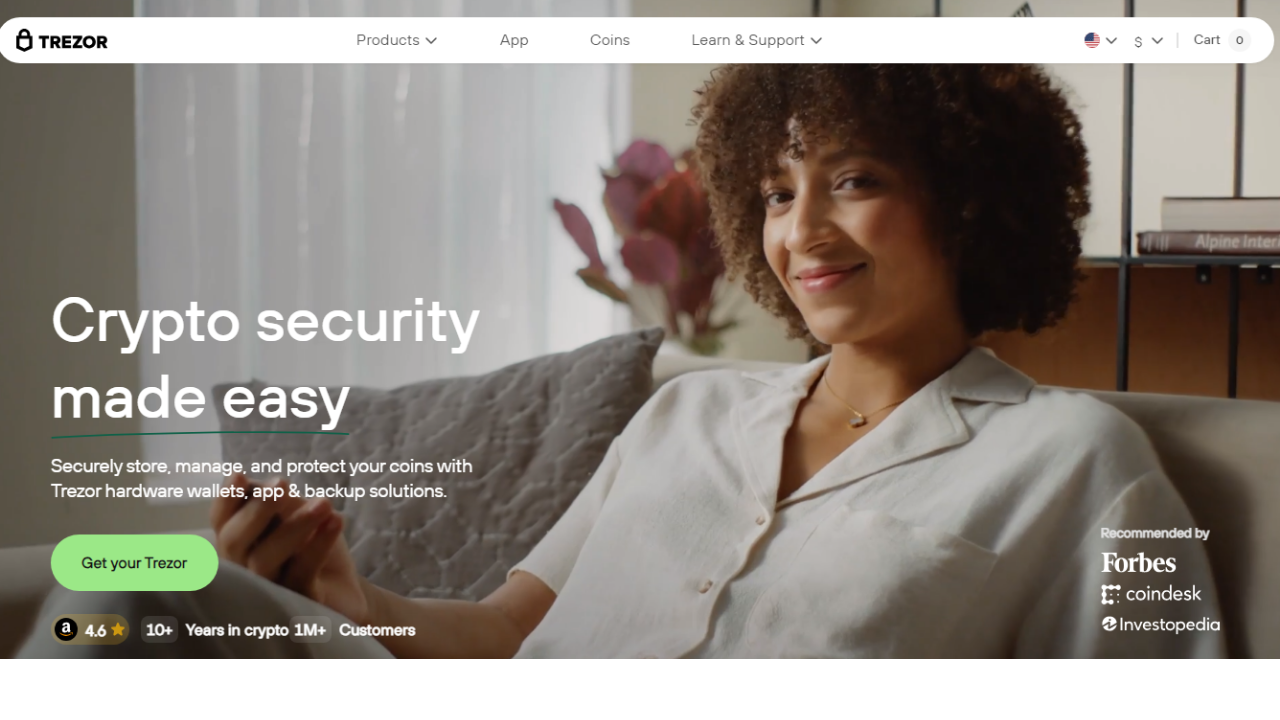 TREZOR
Products
App
Coins
Learn & Support
$
Cart
0
Alpine Inter
Crypto security
made easy
Securely store, manage, and protect your coins with
Trezor hardware wallets, app & backup solutions.
Get your Trezor
a 4.6
10+ Years in crypto
1M+ Customers
Recommended by
Forbes
coindesk
Investopedia